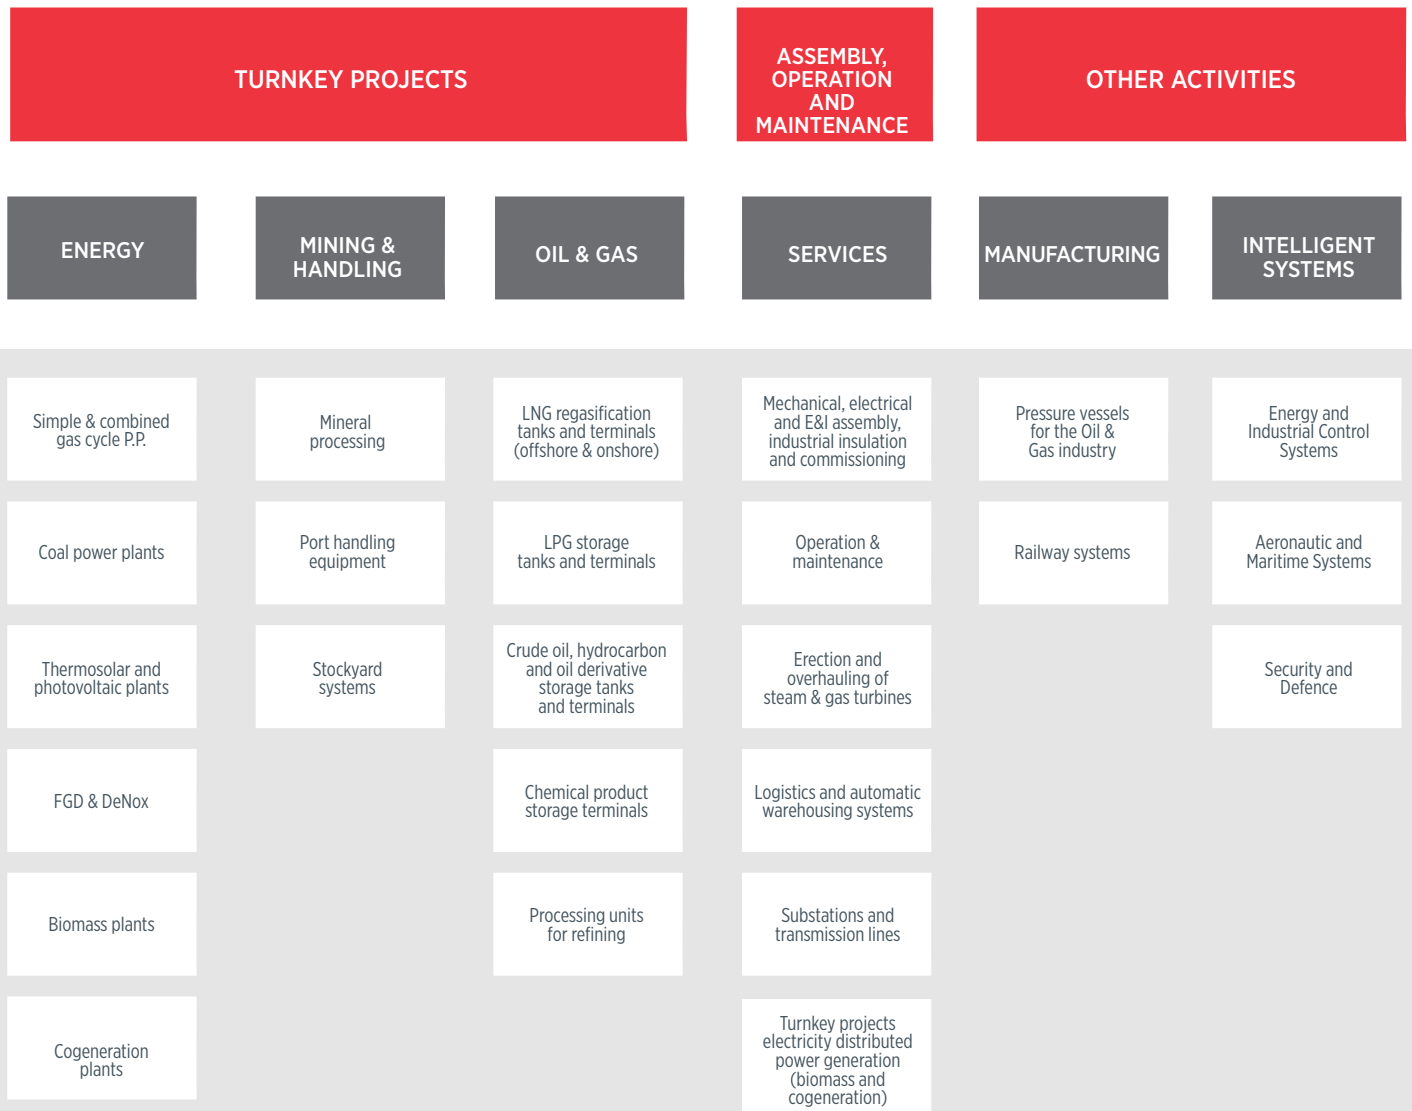 TURNKEY PROJECTS
ASSEMBLY,
OPERATION
AND
MAINTENANCE
OTHER ACTIVITIES
ENERGY
MINING &
HANDLING
OIL & GAS
SERVICES
MANUFACTURING
INTELLIGENT
SYSTEMS
Simple & combined
gas cycle P.P.
Mineral
processing
LNG regasification
tanks and terminals
(offshore & onshore)
Mechanical, electrical
and E&I assembly,
industrial insulation
and commissioning
Pressure vessels
for the Oil &
Gas industry
Energy and
Industrial Control
Systems
Coal power plants
Port handling
equipment
LPG storage
tanks and terminals
Operation &
maintenance
Railway systems
Aeronautic and
Maritime Systems
Thermosolar and
photovoltaic plants
Stockyard
systems
Crude oil, hydrocarbon
and oil derivative
storage tanks
and terminals
Erection and
overhauling of
steam & gas turbines
Security and
Defence
FGD & DeNox
Chemical product
storage terminals
Logistics and automatic
warehousing systems
Biomass plants
Processing units
for refining
Substations and
transmission lines
Cogeneration
plants
Turnkey projects
electricity distributed
power generation
(biomass and
cogeneration)